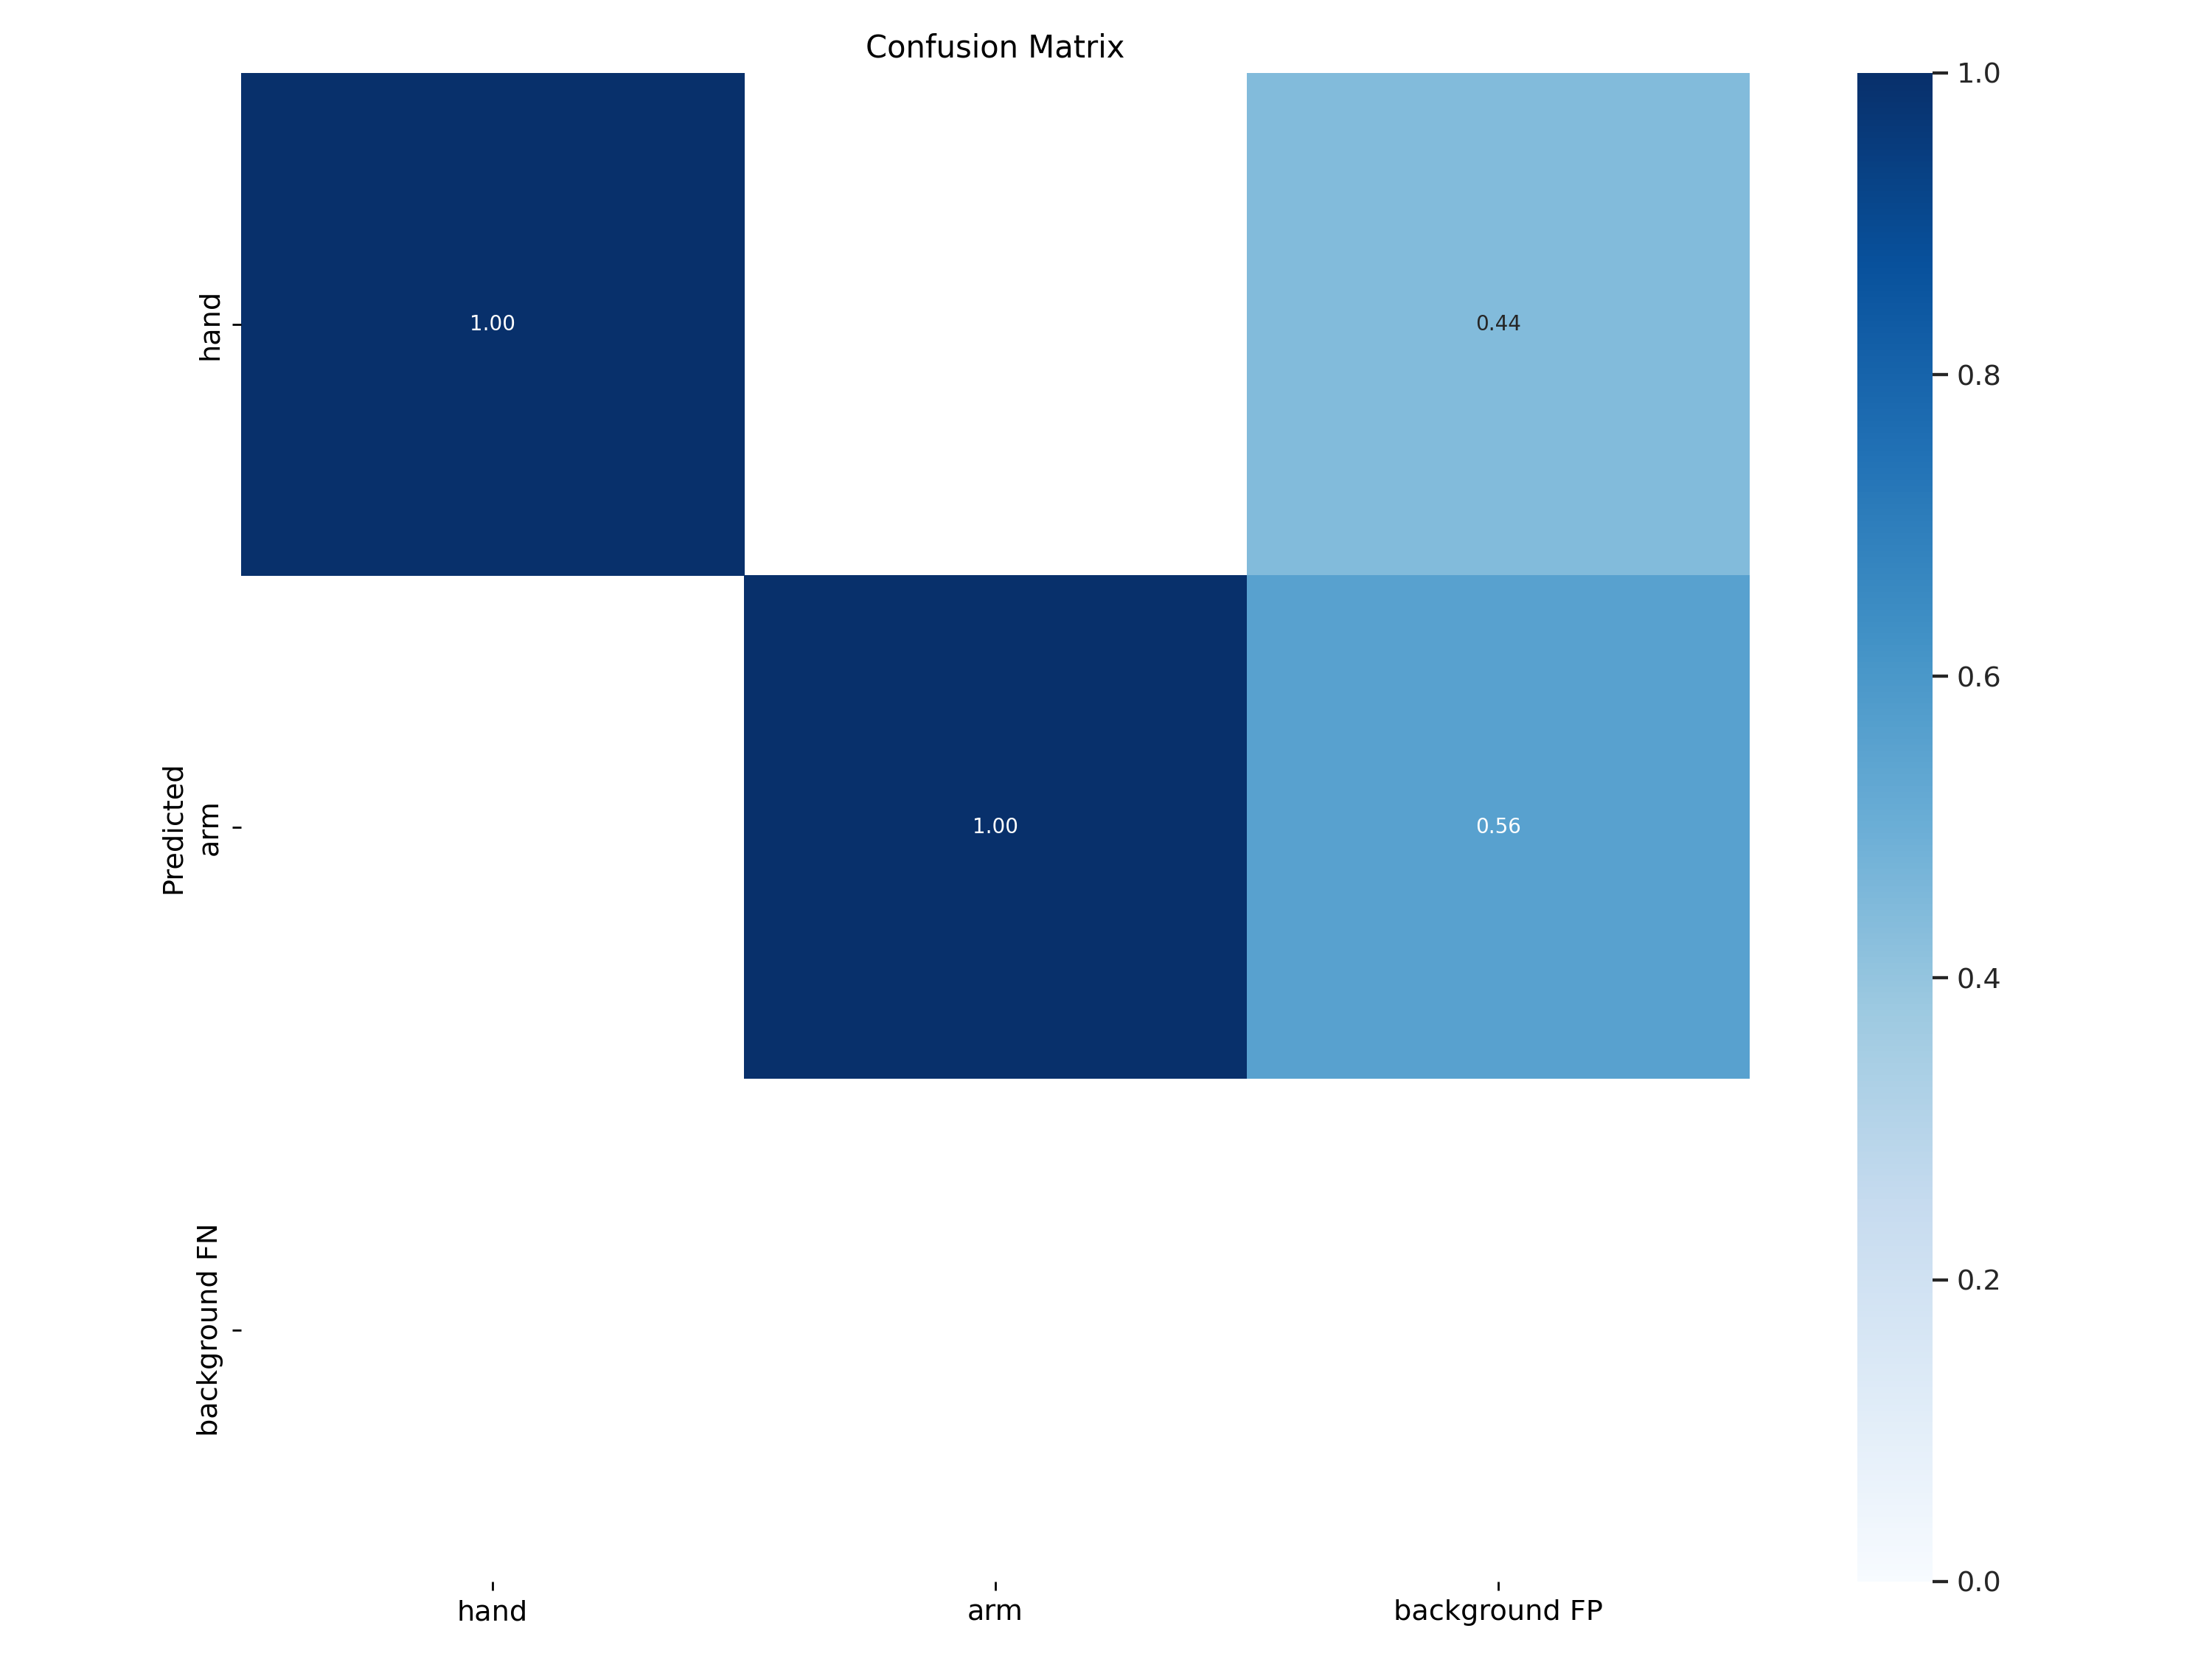 Confusion Matrix
hand
arm
background FN
Predicted
1.00
0.44
1.00
0.56
hand
arm
background FP
1.0
0.8
0.6
0.4
0.2
0.0